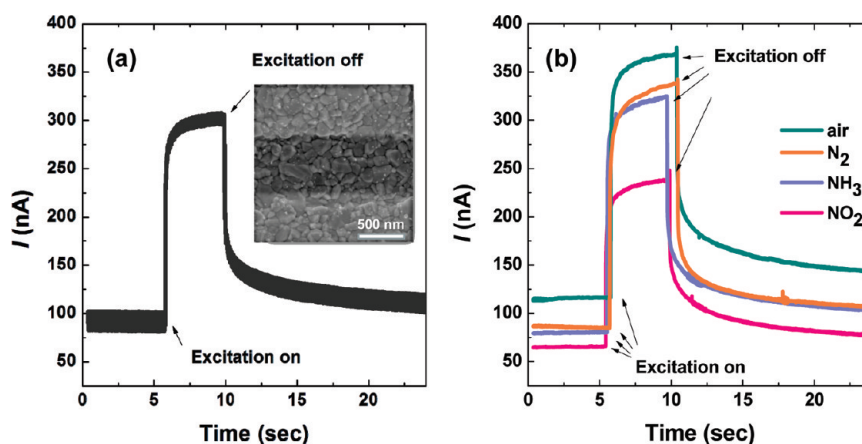 (a)
Excitation off
500 nm
Excitation on
I (nA)
400
350
300
250
200
150
100
50
0 5 10 15 20
Time (sec)
(b)
Excitation off
air
N2
NH3
NO2
Excitation on
I (nA)
400
350
300
250
200
150
100
50
0 5 10 15 20
Time (sec)